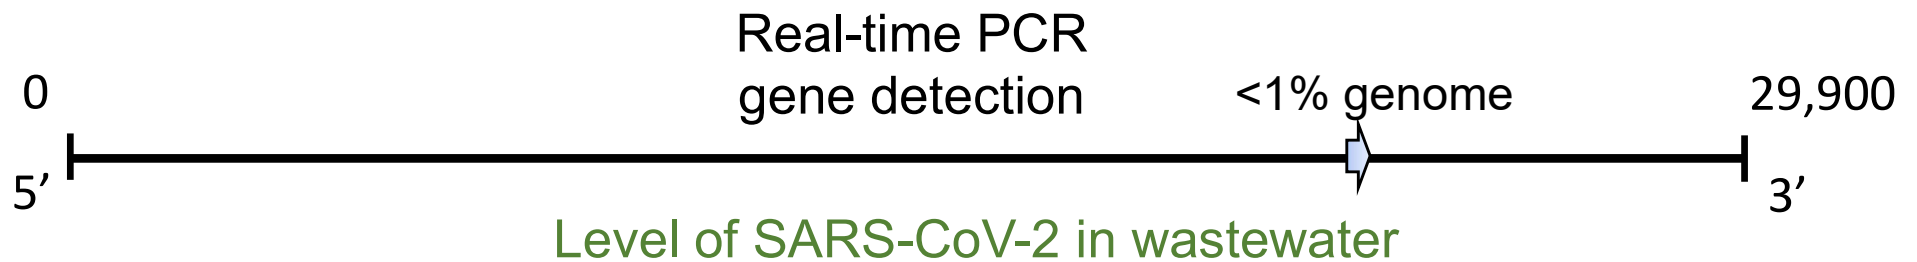 Real-time PCR
gene detection
0
<1% genome
29,900
5’
3’
Level of SARS-CoV-2 in wastewater